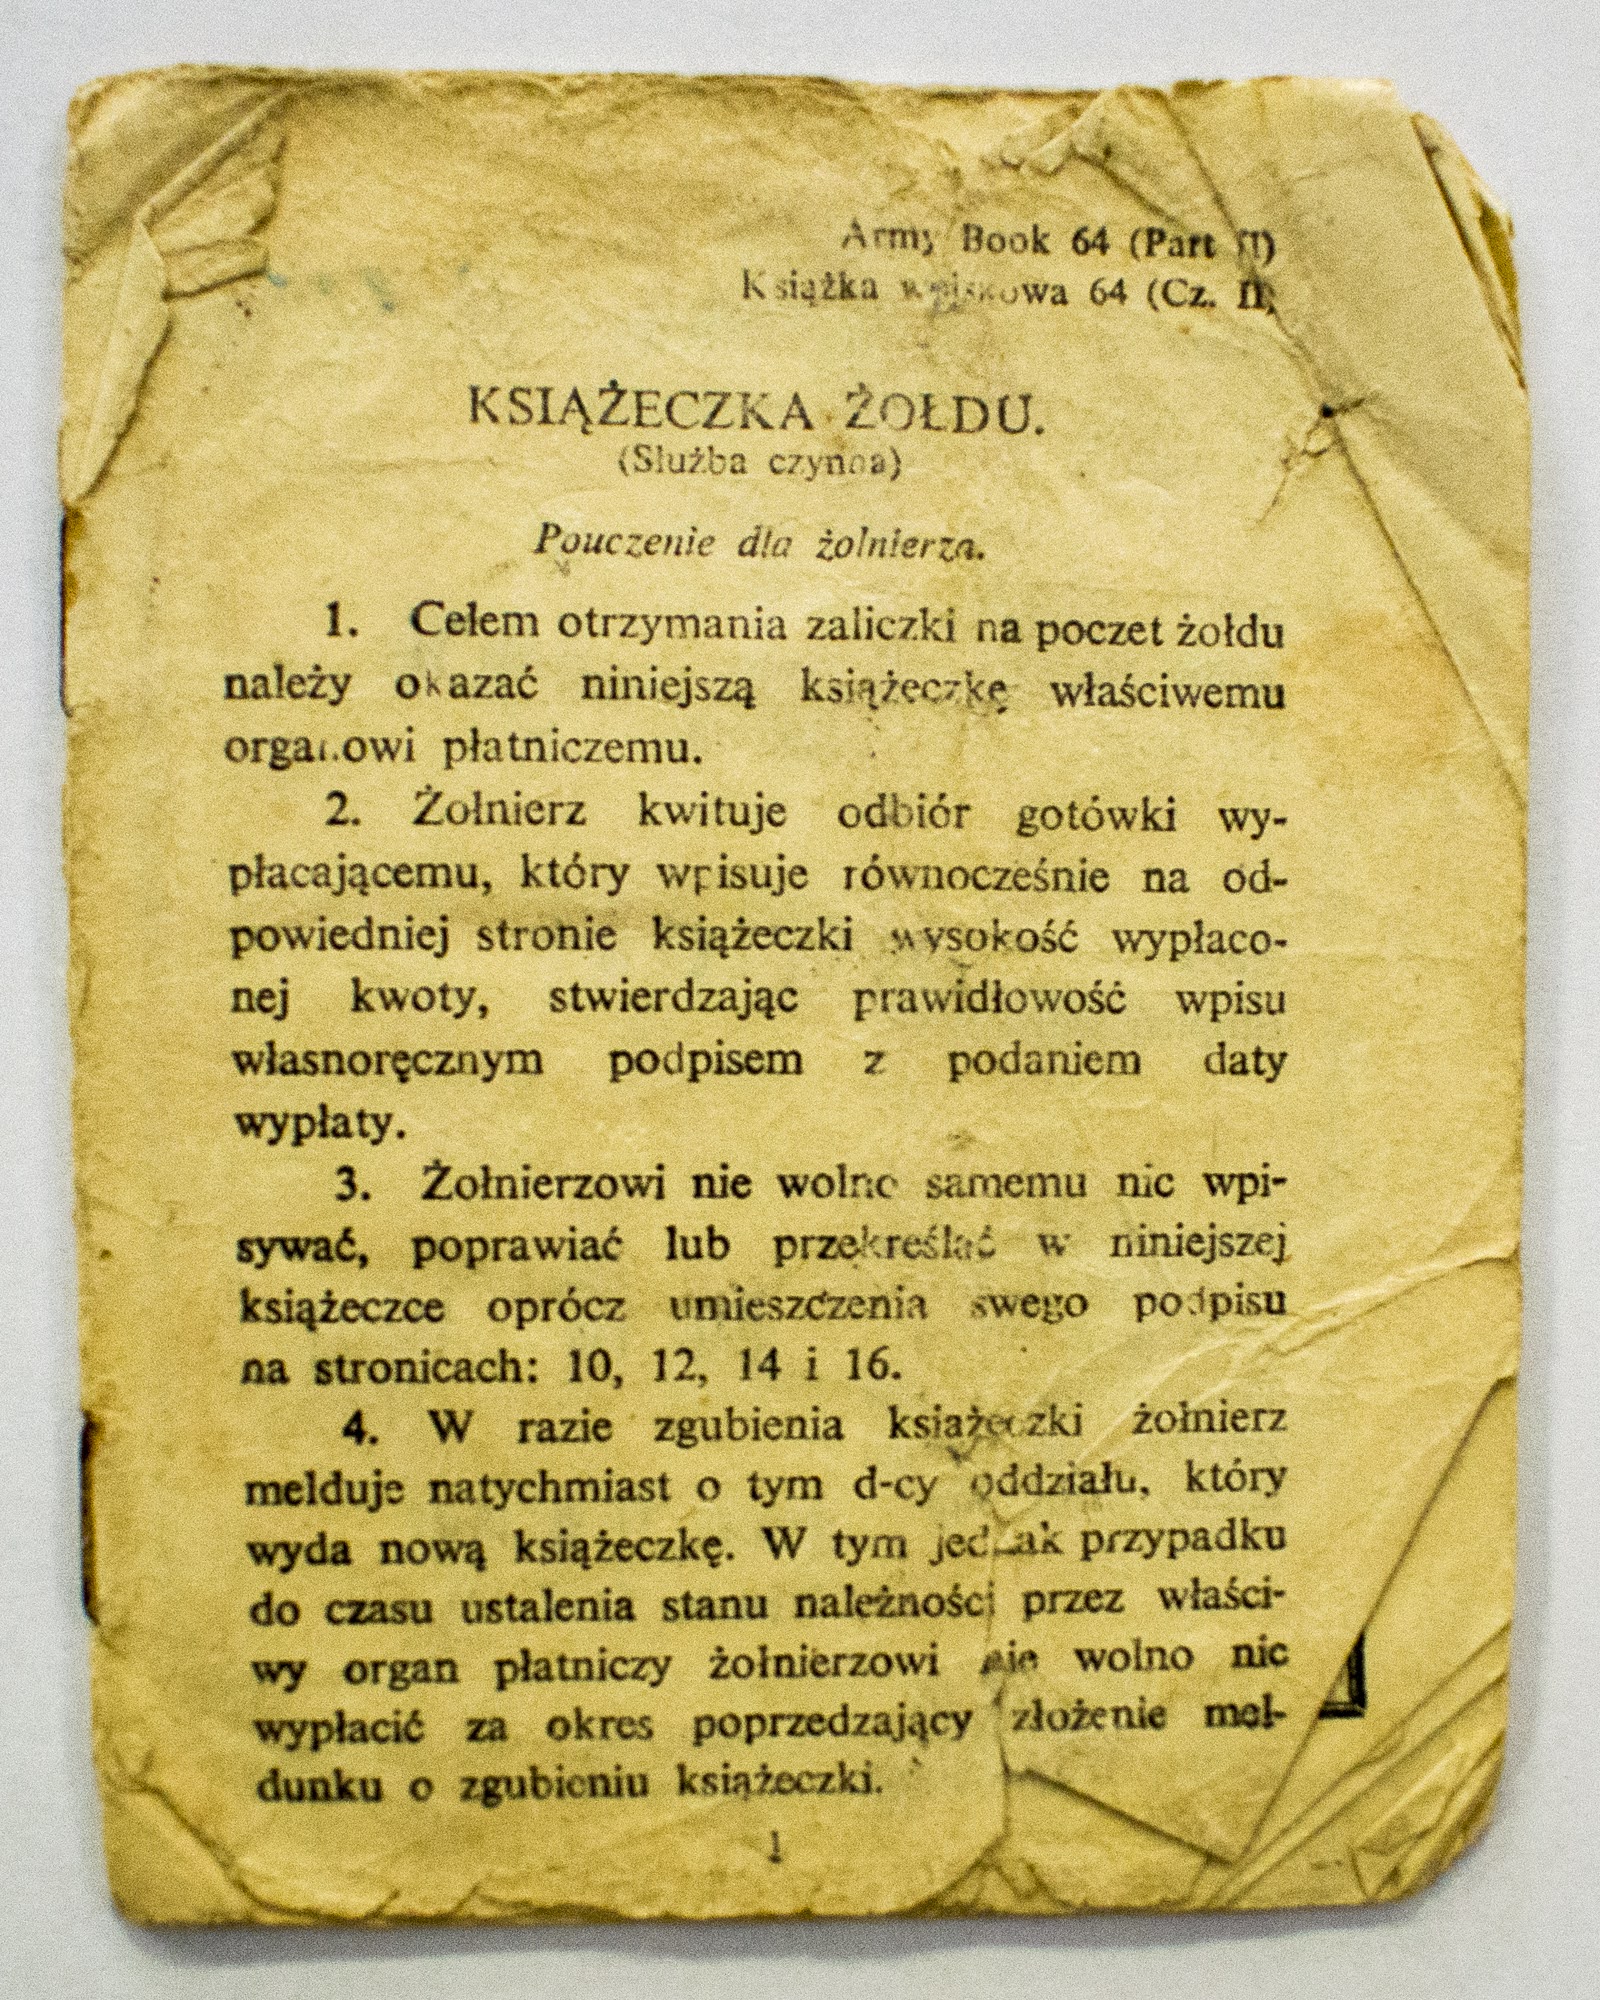 Army Book 64 (Part II)
Książka wojskowa 64 (Cz. II)
KSIĄŻECZKA ŻOŁDU.
(Służba czynna)
Pouczenie dla żołnierza.
1. Celem otrzymania zaliczki na poczet żołdu
należy okazać niniejszą książeczkę właściwemu
organowi płatniczemu.
2. Żołnierz kwituje odbiór gotówki wy-
płacającemu, który wpisuje równocześnie na od-
powiedniej stronie książeczki wysokość wypłaco-
nej kwoty, stwierdzając prawidłowość wpisu
własnoręcznym podpisem z podaniem daty
wypłaty.
3. Żołnierzowi nie wolno samemu nic wpi-
sywać, poprawiać lub przekreślać w niniejszej
książeczce oprócz umieszczenia swego podpisu
na stronicach: 10, 12, 14 i 16.
4. W razie zgubienia książeczki żołnierz
melduje natychmiast o tym d-cy oddziału, który
wyda nową książeczkę. W tym jednak przypadku
do czasu ustalenia stanu należności przez właści-
wy organ płatniczy żołnierzowi nie wolno nic
wypłacić za okres poprzedzający złożenie mel-
dunku o zgubieniu książeczki.
1